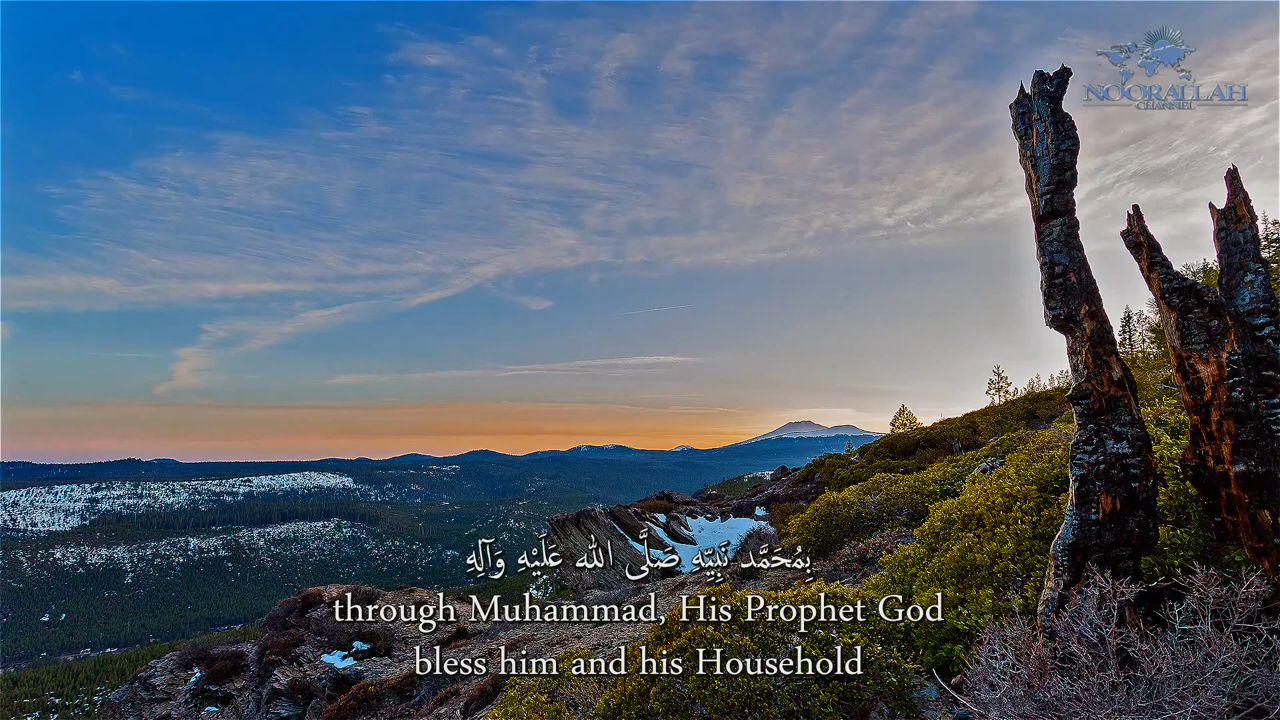 NOORALLAH
CHANNEL
بِمُحَمَّد نَبِيِّهِ صَلَّى الله عَلَيْهِ وَآلِهِ
through Muhammad, His Prophet God
bless him and his Household